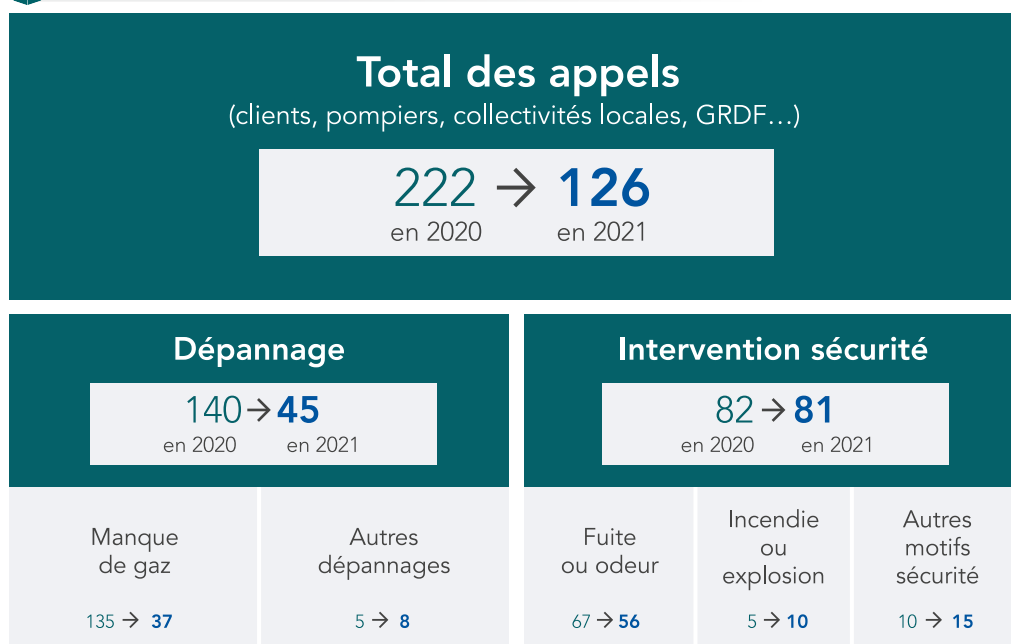 Total des appels
(clients, pompiers, collectivités locales, GRDF…)
222 → 126
en 2020 en 2021
Dépannage
140 → 45
en 2020 en 2021
Manque
de gaz
135 → 37
Autres
dépannages
5 → 8
Intervention sécurité
82 → 81
en 2020 en 2021
Fuite
ou odeur
67 → 56
Incendie
ou
explosion
5 → 10
Autres
motifs
sécurité
10 → 15